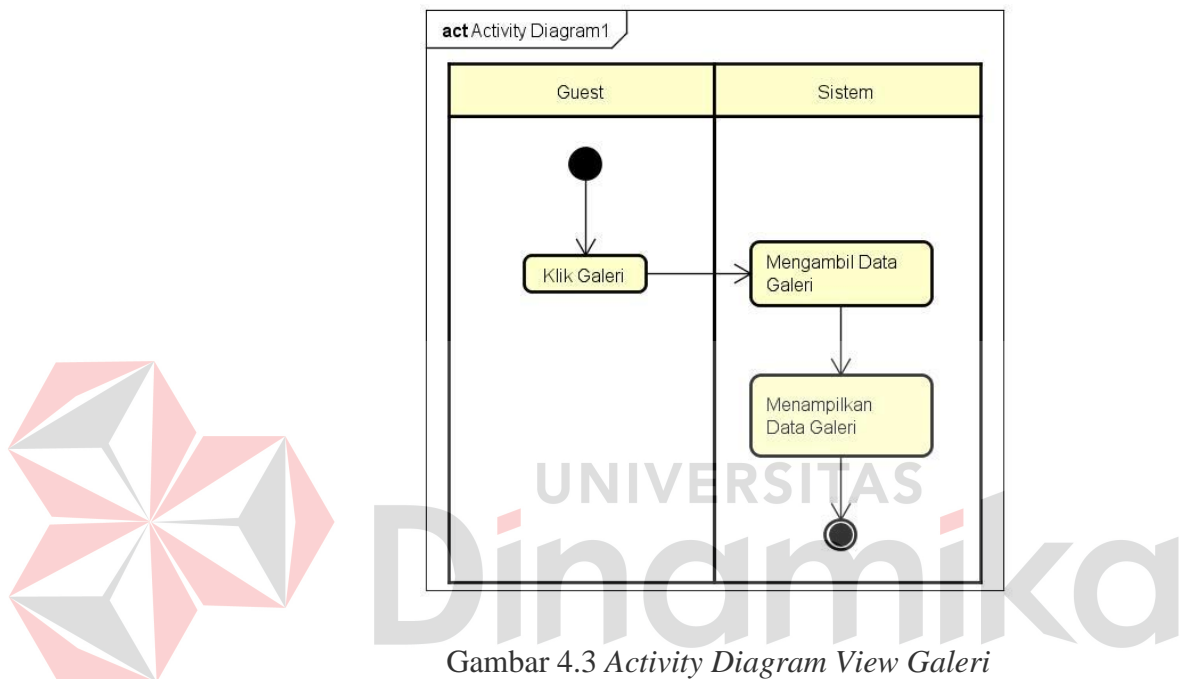 act Activity Diagram1
Guest
Sistem
Klik Galeri
Mengambil Data
Galeri
Menampilkan
Data Galeri
UNIVERSITAS
Dinamika
Gambar 4.3 Activity Diagram View Galeri